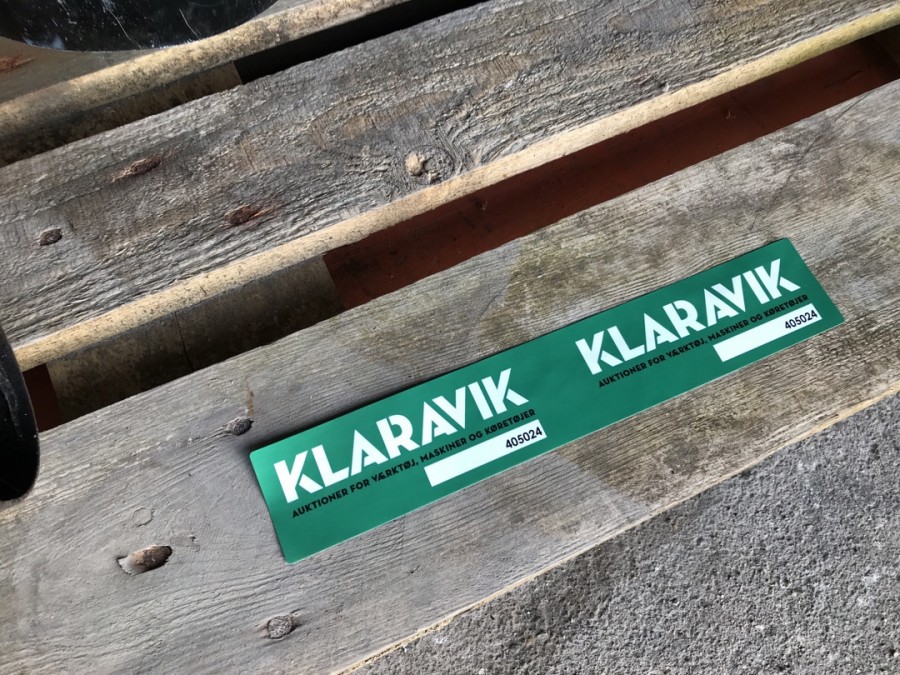 KLARAVIK
AUKTIONER FOR VÆRKTØJ, MASKINER OG KØRETØJER
405024
KLARAVIK
AUKTIONER FOR VÆRKTØJ, MASKINER OG KØRETØJER
405024